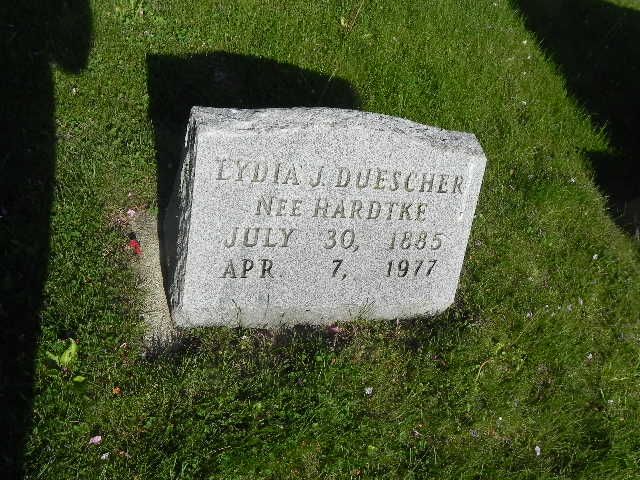 LYDIA J. DUESCHER
NEE HARDTKE
JULY 30, 1885
APR. 7, 1977